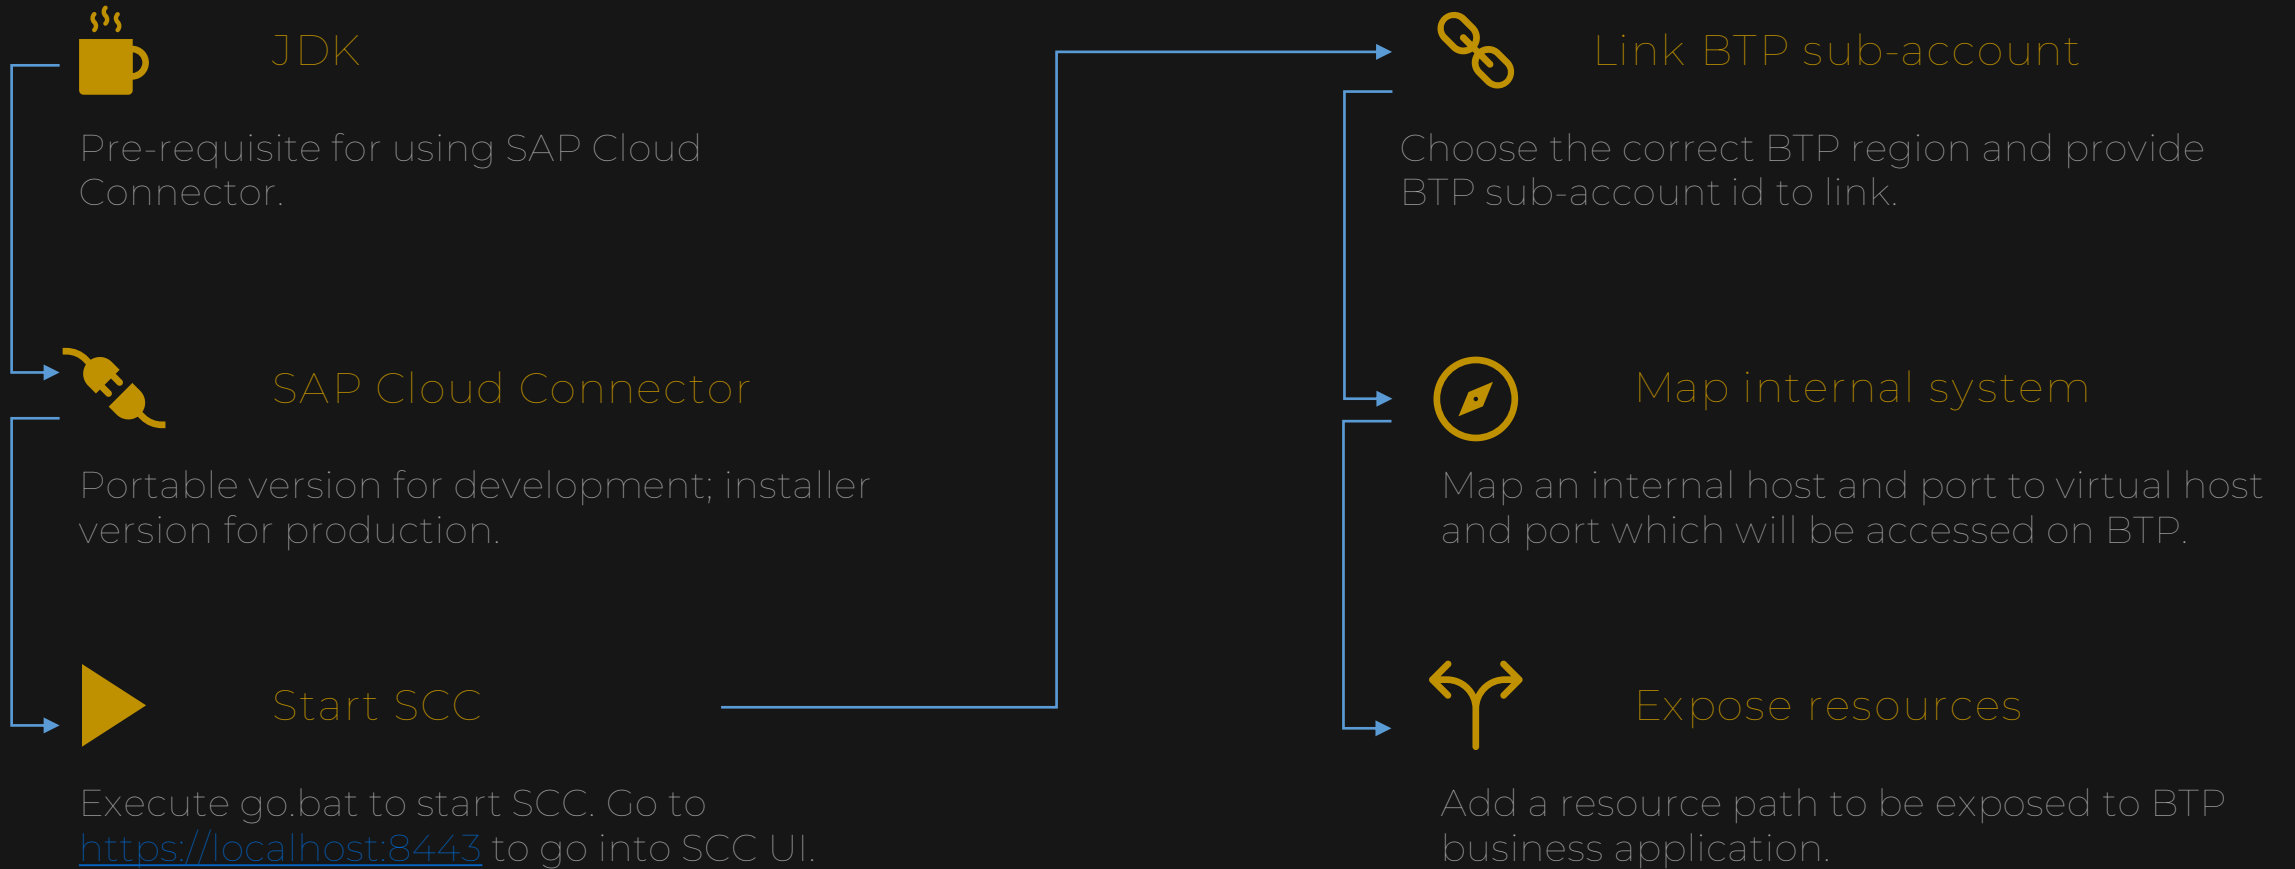 JDK
Pre-requisite for using SAP Cloud
Connector.
SAP Cloud Connector
Portable version for development; installer
version for production.
Start SCC
Execute go.bat to start SCC. Go to
https://localhost:8443 to go into SCC UI.
Link BTP sub-account
Choose the correct BTP region and provide
BTP sub-account id to link.
Map internal system
Map an internal host and port to virtual host
and port which will be accessed on BTP.
Expose resources
Add a resource path to be exposed to BTP
business application.